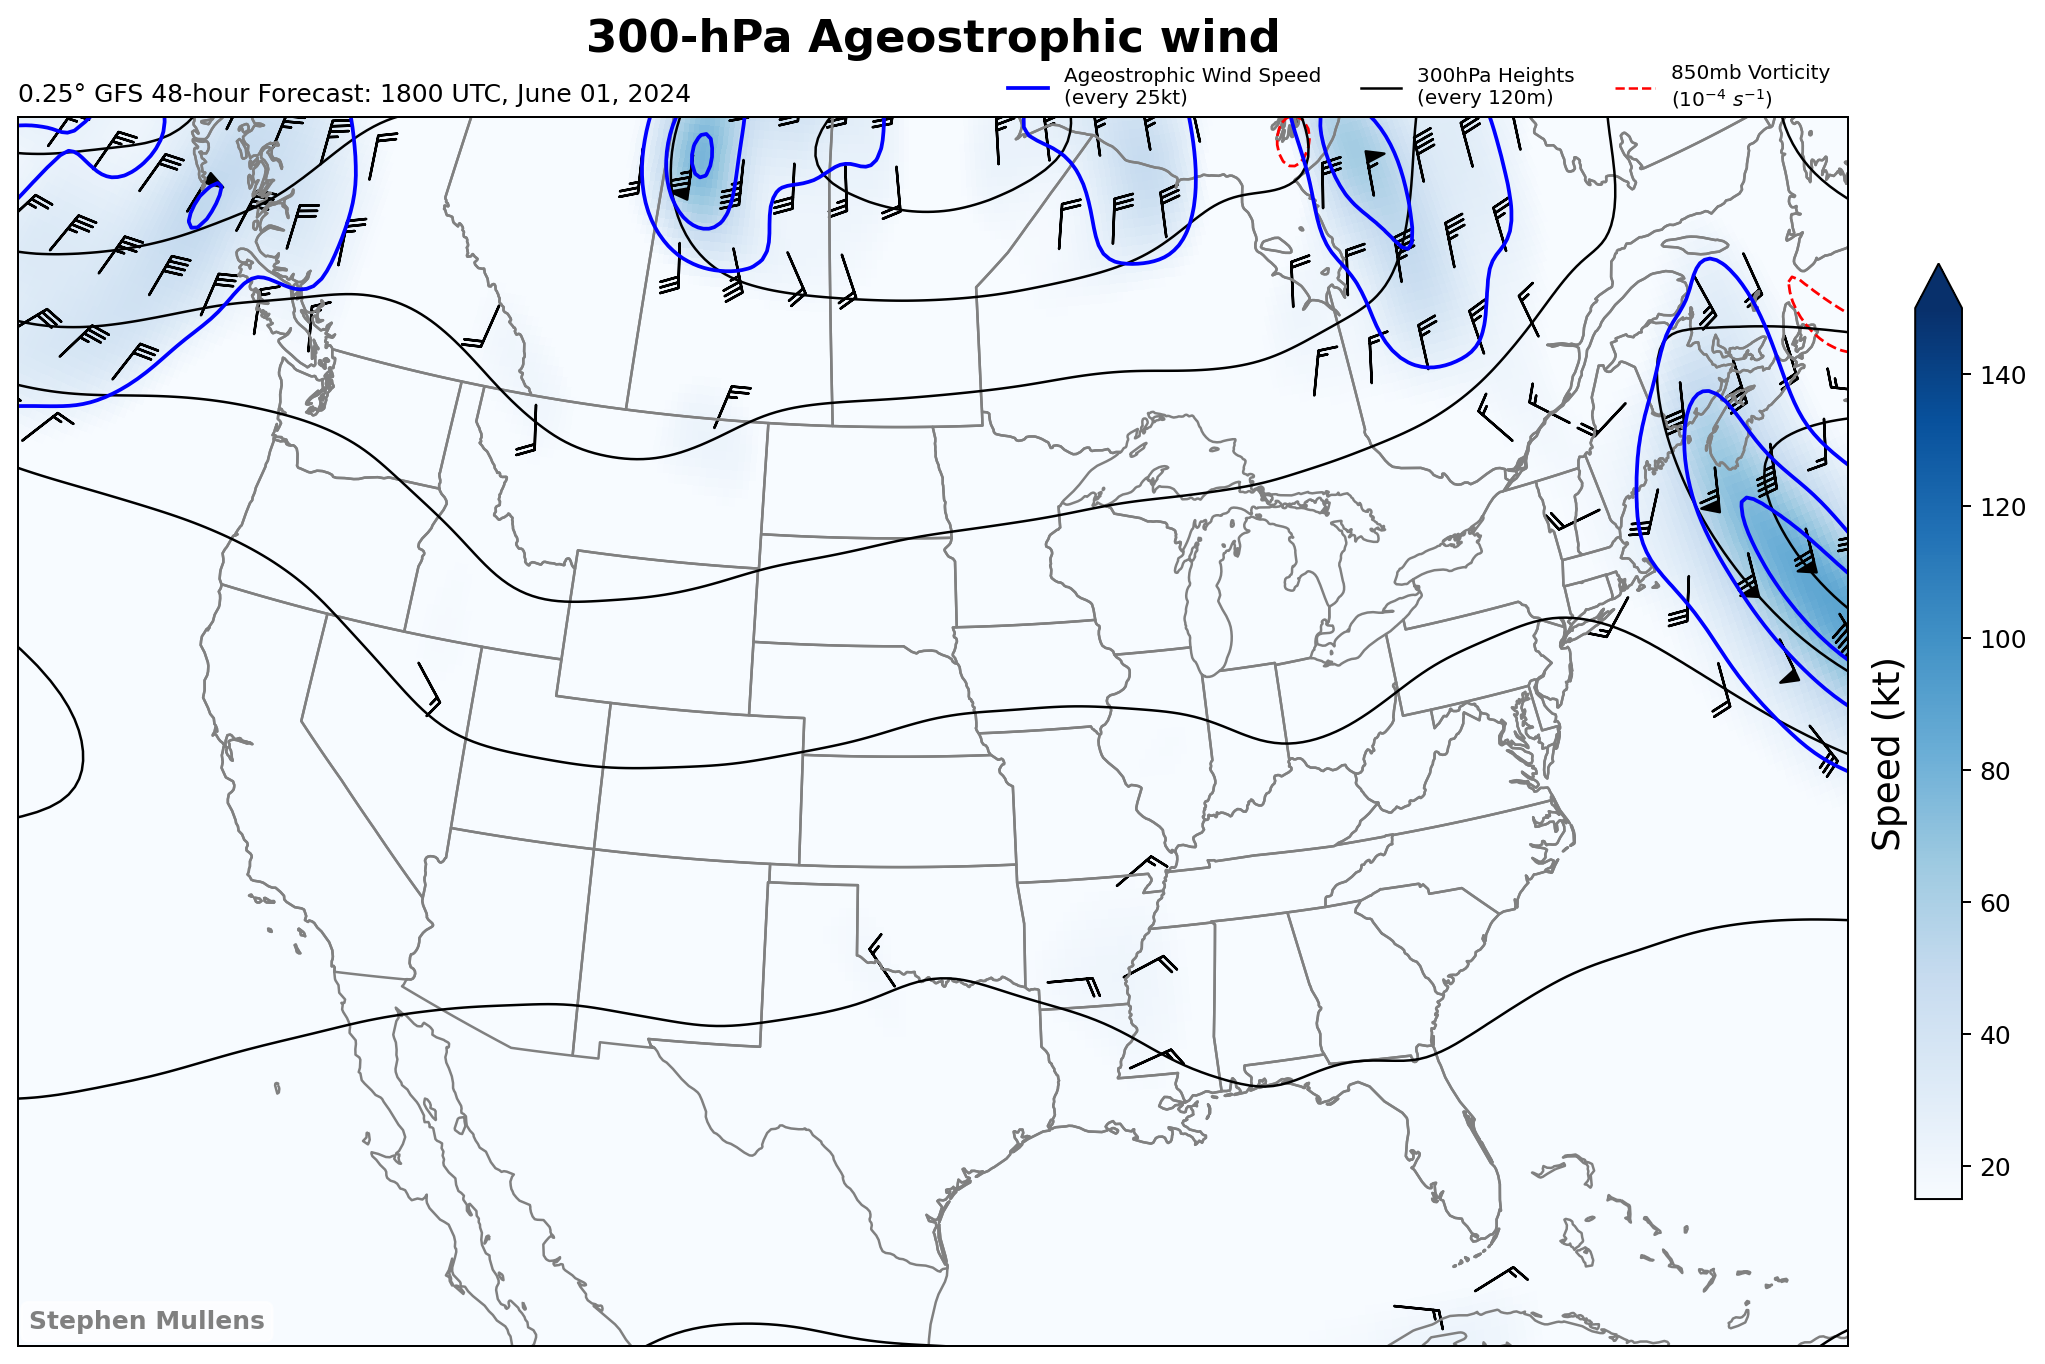 300-hPa Ageostrophic wind
0.25° GFS 48-hour Forecast: 1800 UTC, June 01, 2024
Ageostrophic Wind Speed
(every 25kt)
300hPa Heights
(every 120m)
850mb Vorticity
(10⁻⁴ s⁻¹)
140
120
100
80
60
40
20
Speed (kt)
Stephen Mullens